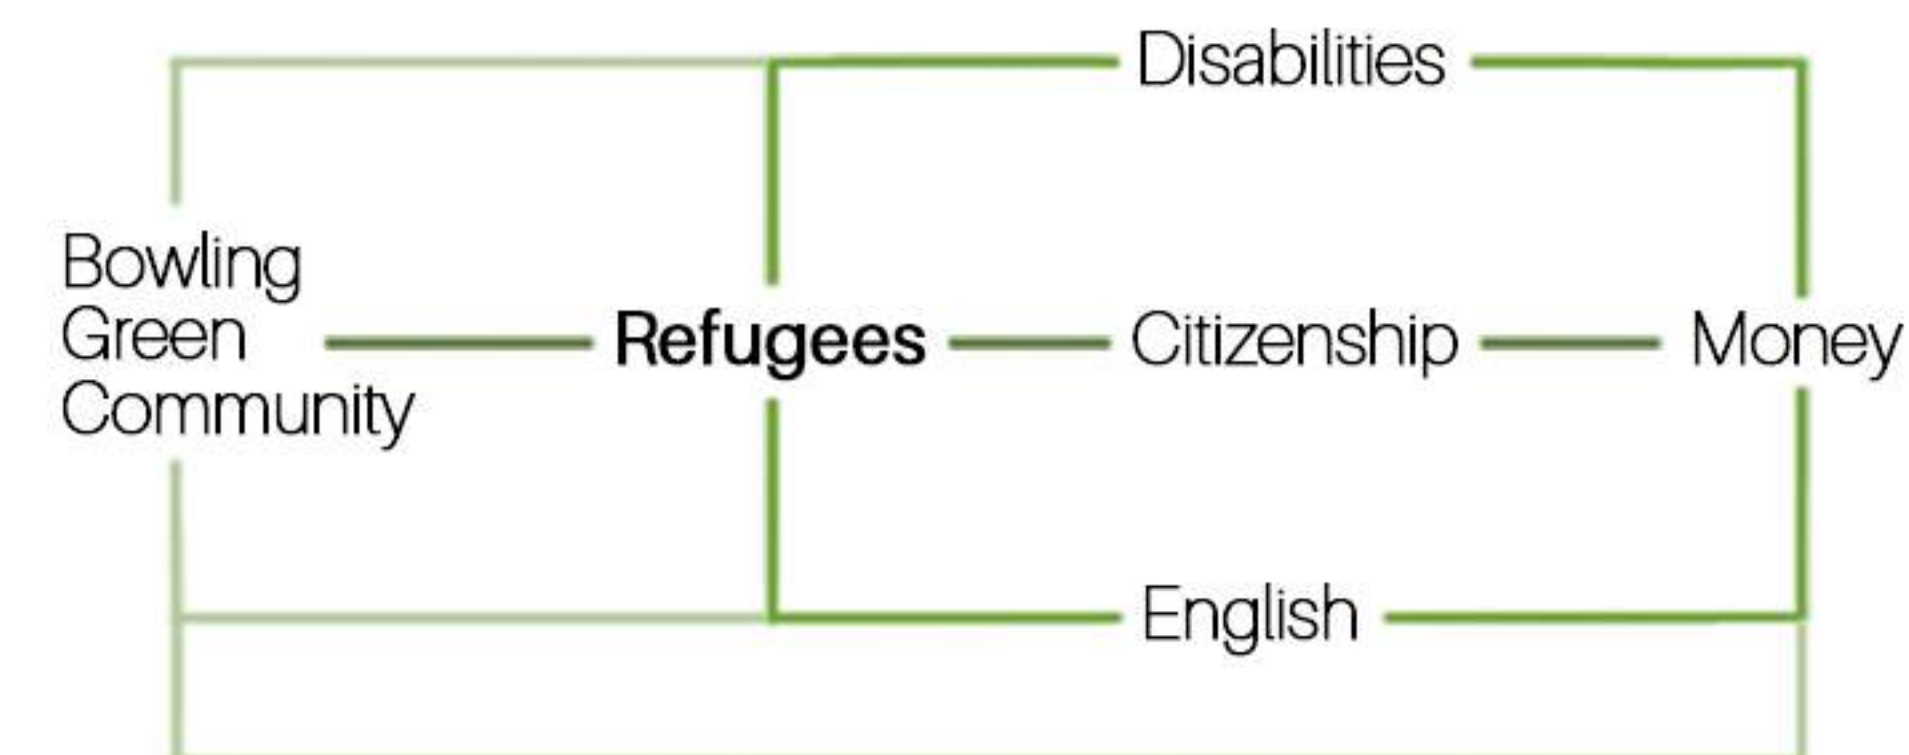 Disabilities
Bowling
Green
Community
Refugees
Citizenship
Money
English